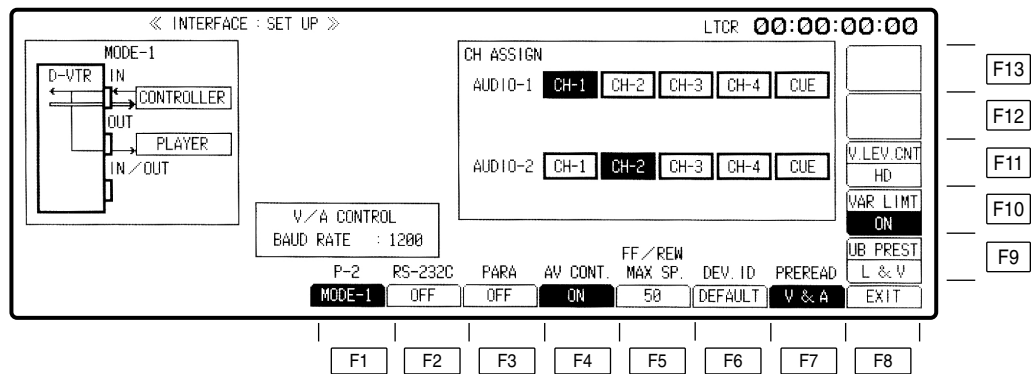 ≪ INTERFACE : SET UP ≫
LTCR 00:00:00:00
MODE-1
D-VTR
IN
CONTROLLER
OUT
PLAYER
IN/OUT
CH ASSIGN
AUDIO-1 CH-1 CH-2 CH-3 CH-4 CUE
AUDIO-2 CH-1 CH-2 CH-3 CH-4 CUE
V/A CONTROL
BAUD RATE : 1200
V.LEV.CNT
HD
VAR LIMT
ON
UB PREST
L & V
F13
F12
F11
F10
F9
P-2 RS-232C PARA AV CONT. FF/REW MAX SP. DEV.ID PREREAD
MODE-1 OFF OFF ON 50 DEFAULT V & A EXIT
F1 F2 F3 F4 F5 F6 F7 F8